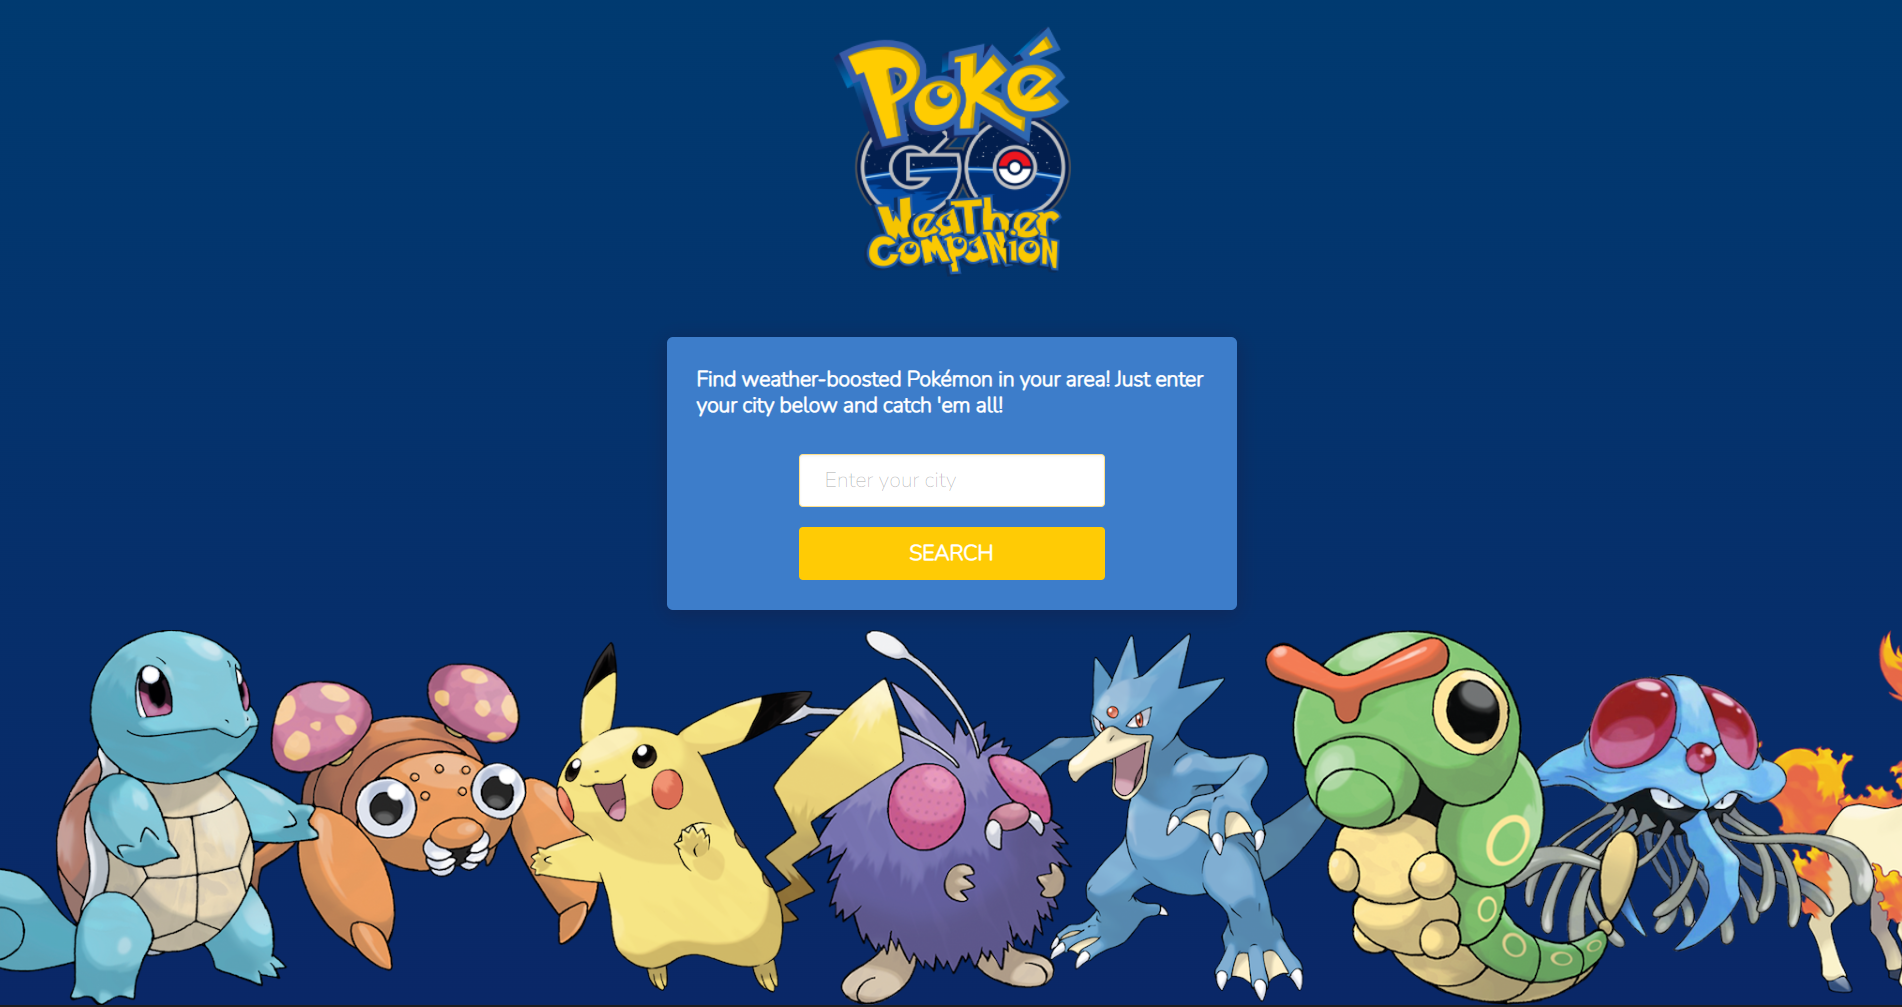 Poké
GO
Weather
Companion
Find weather-boosted Pokémon in your area! Just enter
your city below and catch 'em all!
Enter your city
SEARCH